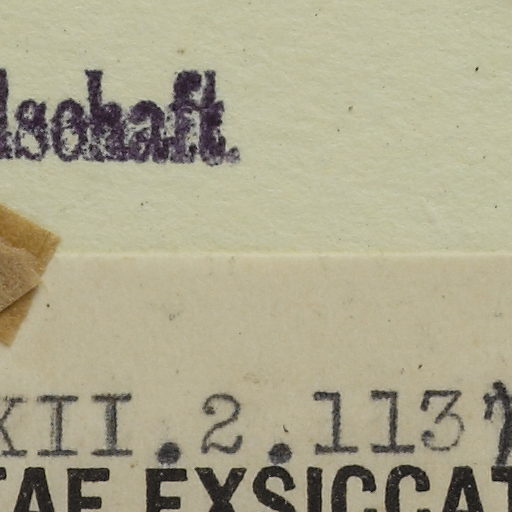 lschaft.
XII.2.113
TAE EXSICCAT